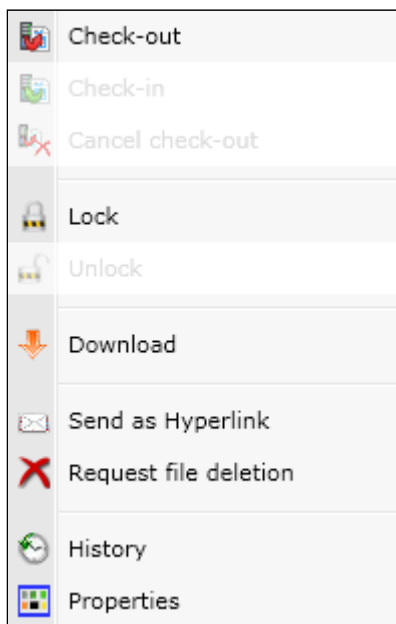 Check-out
Check-in
Cancel check-out
Lock
Unlock
Download
Send as Hyperlink
Request file deletion
History
Properties